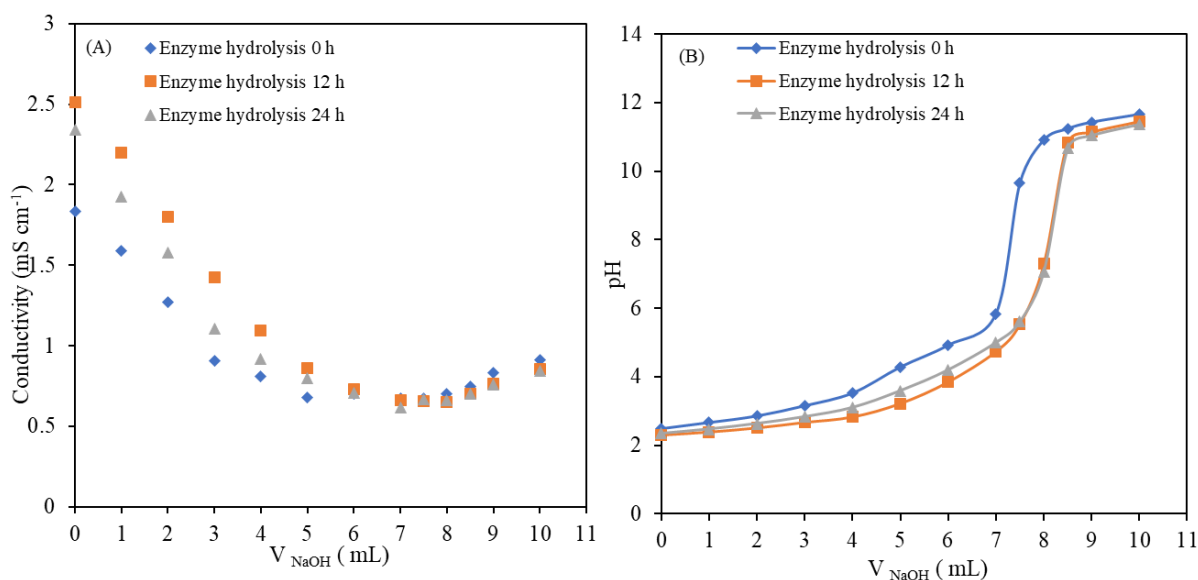 (A)
Enzyme hydrolysis 0 h
Enzyme hydrolysis 12 h
Enzyme hydrolysis 24 h
Conductivity (mS cm⁻¹)
3
2.5
2
1.5
1
0.5
0
0 1 2 3 4 5 6 7 8 9 10 11
V NaOH ( mL)
(B)
Enzyme hydrolysis 0 h
Enzyme hydrolysis 12 h
Enzyme hydrolysis 24 h
pH
14
12
10
8
6
4
2
0
0 1 2 3 4 5 6 7 8 9 10 11
V NaOH ( mL)